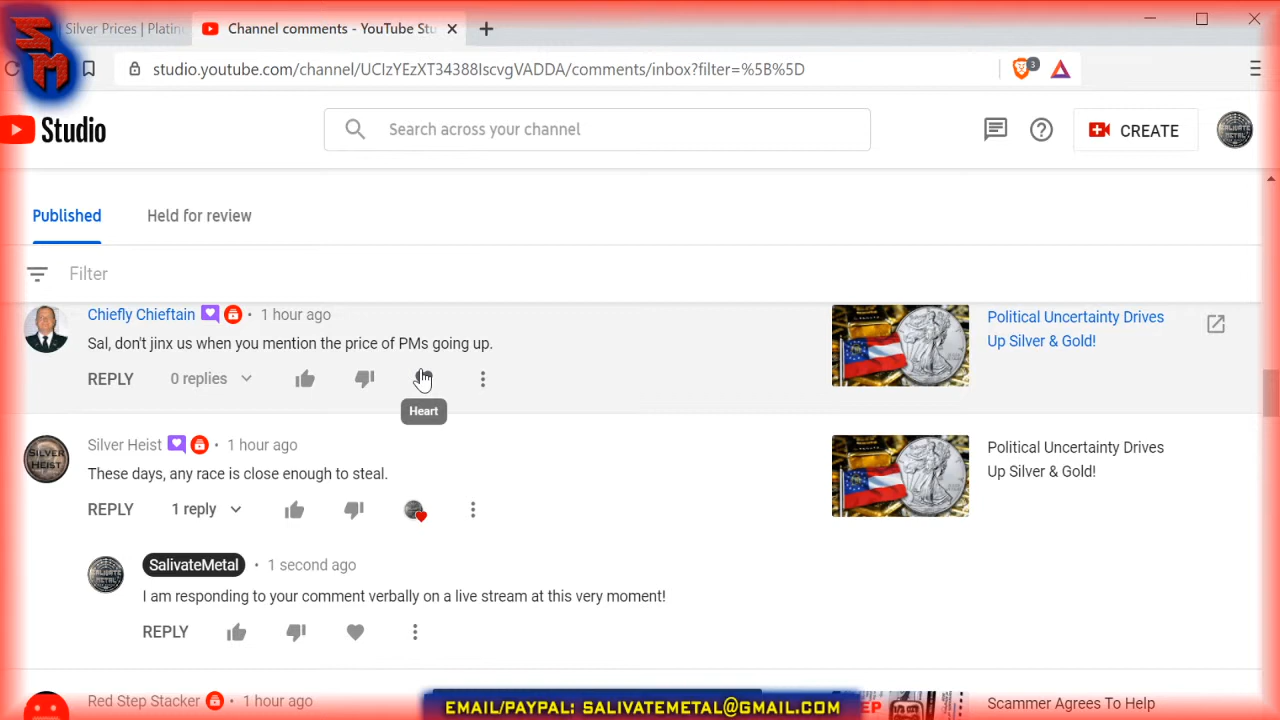 SM
Silver Prices | Platin
Channel comments - YouTube Stu
studio.youtube.com/channel/UCIzYEzXT34388IscvgVADDA/comments/inbox?filter=%5B%5D
3
Studio
Search across your channel
CREATE
Published
Held for review
Filter
Chiefly Chieftain • 1 hour ago
Sal, don't jinx us when you mention the price of PMs going up.
REPLY 0 replies
Heart
Political Uncertainty Drives
Up Silver & Gold!
Silver Heist • 1 hour ago
These days, any race is close enough to steal.
REPLY 1 reply
SILVER
HEIST
Political Uncertainty Drives
Up Silver & Gold!
SalivateMetal • 1 second ago
I am responding to your comment verbally on a live stream at this very moment!
REPLY
Red Step Stacker • 1 hour ago
Scammer Agrees To Help
EMAIL/PAYPAL: SALIVATEMETAL@GMAIL.COM